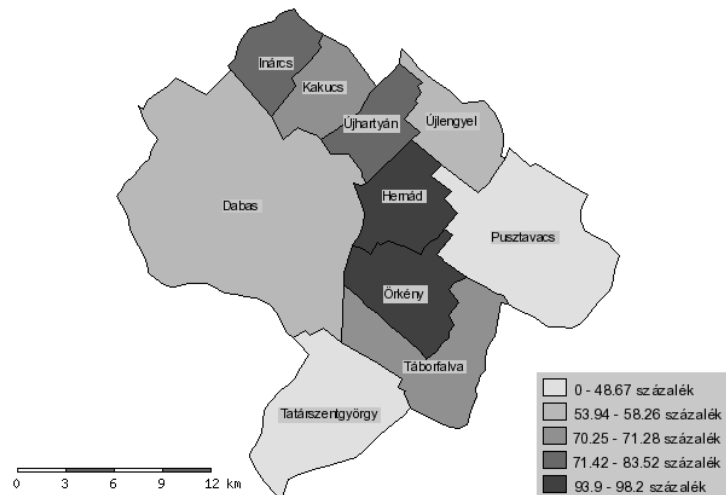 Inárcs
Kakucs
Újhartyán
Újlengyel
Hernád
Dabas
Pusztavacs
Örkény
Táborfalva
Tatárszentgyörgy
0 - 48.67 százalék
53.94 - 58.26 százalék
70.25 - 71.28 százalék
71.42 - 83.52 százalék
93.9 - 98.2 százalék
0 3 6 9 12 km